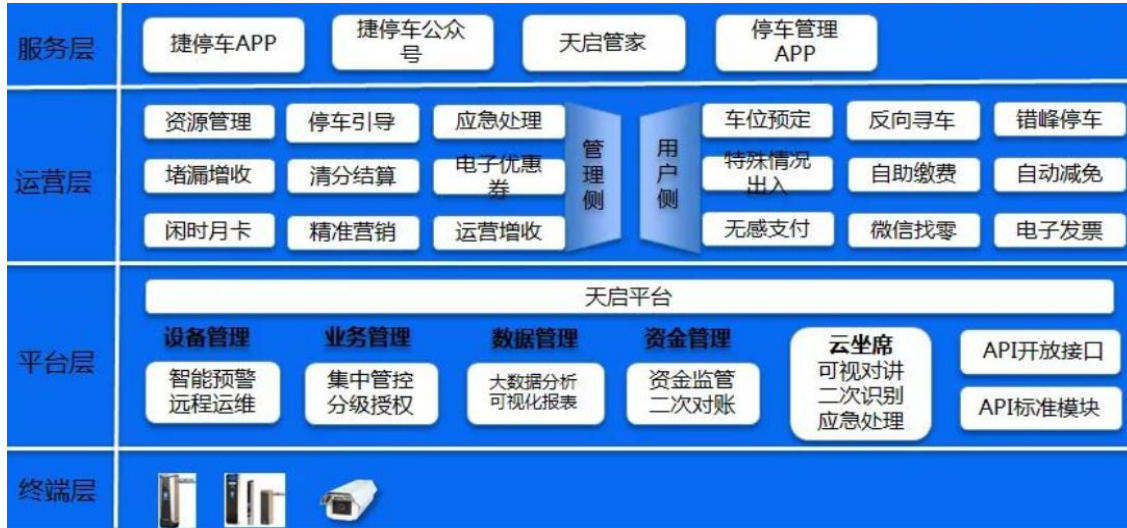 服务层
捷停车APP
捷停车公众
号
天启管家
停车管理
APP
运营层
资源管理
停车引导
应急处理
堵漏增收
清分结算
电子优惠
券
闲时月卡
精准营销
运营增收
管理侧
用户侧
车位预定
反向寻车
错峰停车
特殊情况
出入
自助缴费
自动减免
无感支付
微信找零
电子发票
平台层
天启平台
设备管理
智能预警
远程运维
业务管理
集中管控
分级授权
数据管理
大数据分析
可视化报表
资金管理
资金监管
二次对账
云坐席
可视对讲
二次识别
应急处理
API开放接口
API标准模块
终端层